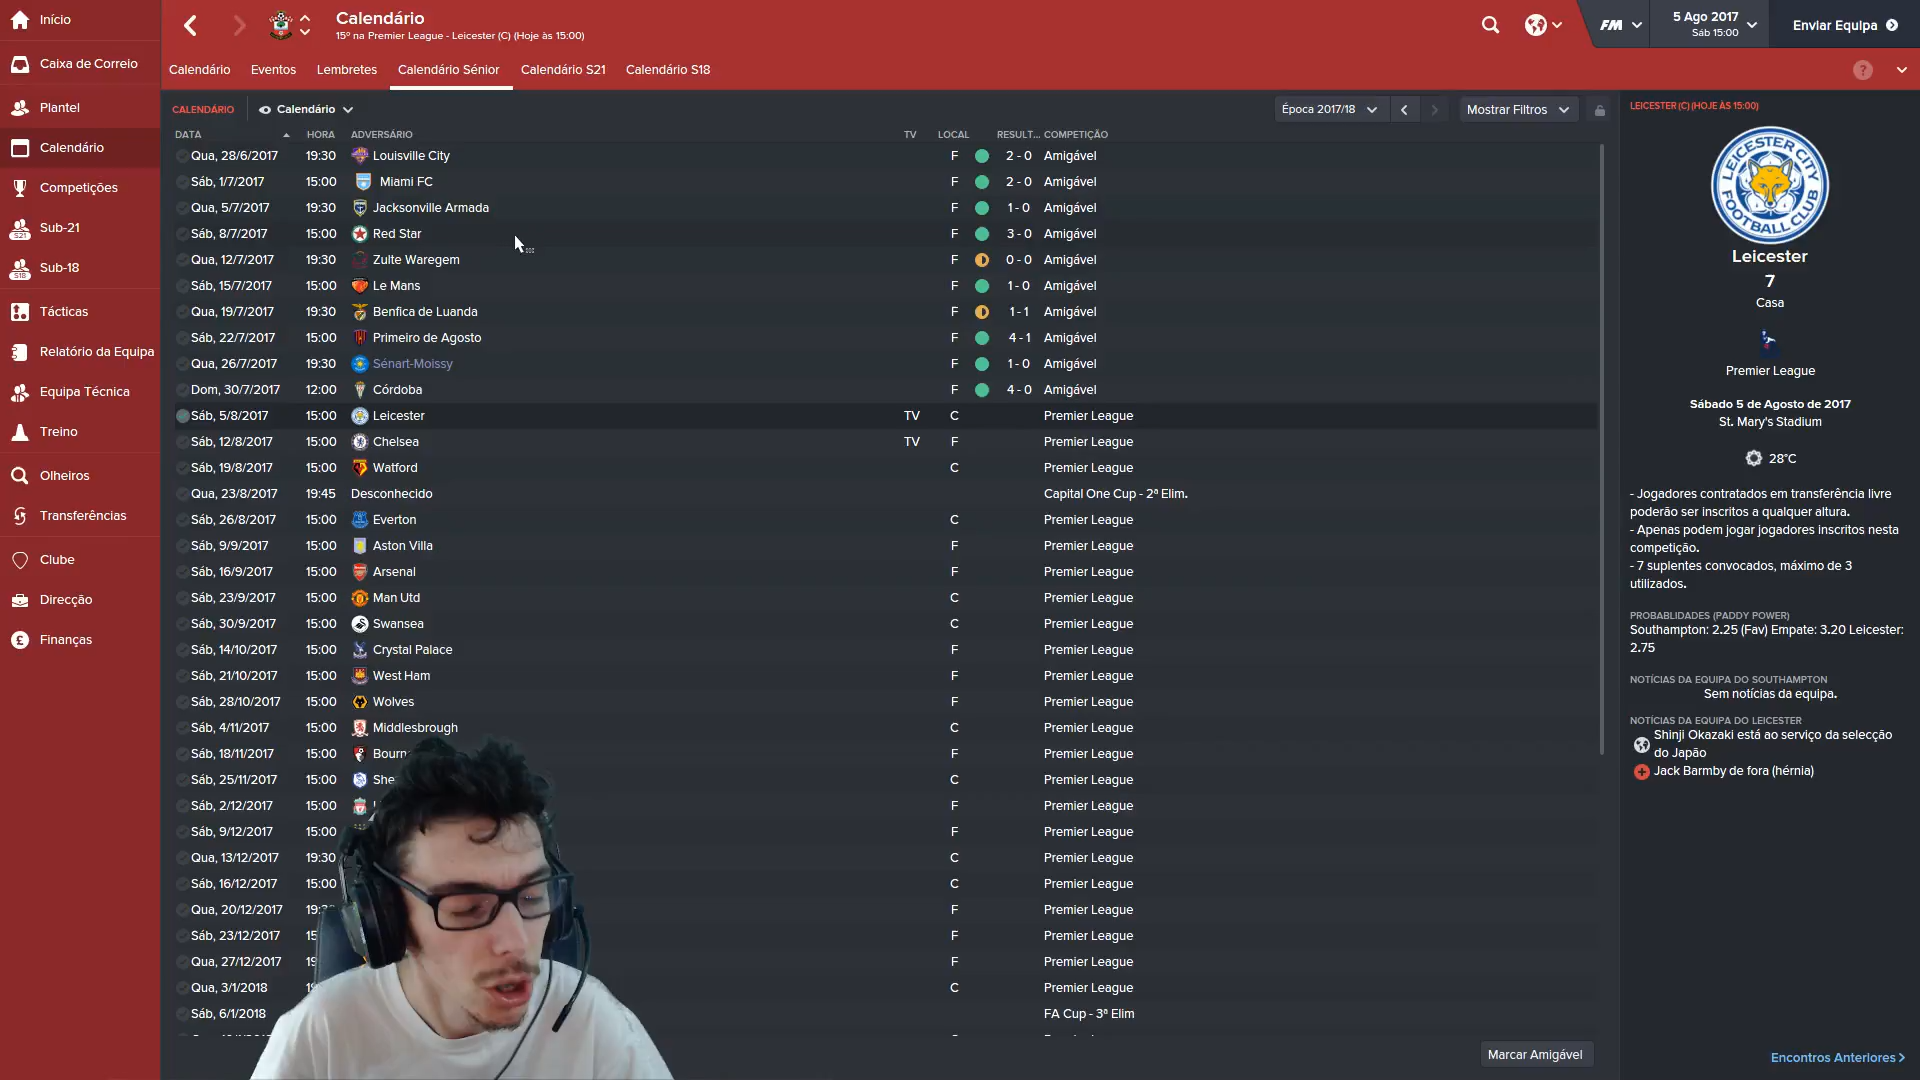 Início
Caixa de Correio
Plantel
Calendário
Competições
Sub-21
Sub-18
Tácticas
Relatório da Equipa
Equipa Técnica
Treino
Olheiros
Transferências
Clube
Direcção
Finanças
Calendário
15º na Premier League - Leicester (C) (Hoje às 15:00)
FM
5 Ago 2017
Sáb 15:00
Enviar Equipa
Calendário Eventos Lembretes Calendário Sénior Calendário S21 Calendário S18
CALENDÁRIO Calendário Época 2017/18 Mostrar Filtros
DATA HORA ADVERSÁRIO TV LOCAL RESULT... COMPETIÇÃO
Qua, 28/6/2017 19:30 Louisville City F 2 - 0 Amigável
Sáb, 1/7/2017 15:00 Miami FC F 2 - 0 Amigável
Qua, 5/7/2017 19:30 Jacksonville Armada F 1 - 0 Amigável
Sáb, 8/7/2017 15:00 Red Star F 3 - 0 Amigável
Qua, 12/7/2017 19:30 Zulte Waregem F 0 - 0 Amigável
Sáb, 15/7/2017 15:00 Le Mans F 1 - 0 Amigável
Qua, 19/7/2017 19:30 Benfica de Luanda F 1 - 1 Amigável
Sáb, 22/7/2017 15:00 Primeiro de Agosto F 4 - 1 Amigável
Qua, 26/7/2017 19:30 Sénart-Moissy F 1 - 0 Amigável
Dom, 30/7/2017 12:00 Córdoba F 4 - 0 Amigável
Sáb, 5/8/2017 15:00 Leicester TV C Premier League
Sáb, 12/8/2017 15:00 Chelsea TV F Premier League
Sáb, 19/8/2017 15:00 Watford C Premier League
Qua, 23/8/2017 19:45 Desconhecido Capital One Cup - 2ª Elim.
Sáb, 26/8/2017 15:00 Everton C Premier League
Sáb, 9/9/2017 15:00 Aston Villa F Premier League
Sáb, 16/9/2017 15:00 Arsenal F Premier League
Sáb, 23/9/2017 15:00 Man Utd C Premier League
Sáb, 30/9/2017 15:00 Swansea C Premier League
Sáb, 14/10/2017 15:00 Crystal Palace F Premier League
Sáb, 21/10/2017 15:00 West Ham F Premier League
Sáb, 28/10/2017 15:00 Wolves F Premier League
Sáb, 4/11/2017 15:00 Middlesbrough C Premier League
Sáb, 18/11/2017 15:00 F Premier League
Sáb, 25/11/2017 15:00 C Premier League
Sáb, 2/12/2017 15:00 F Premier League
Sáb, 9/12/2017 15:00 F Premier League
Qua, 13/12/2017 19:30 C Premier League
Sáb, 16/12/2017 15:00 C Premier League
Qua, 20/12/2017 F Premier League
Sáb, 23/12/2017 F Premier League
Qua, 27/12/2017 F Premier League
Qua, 3/1/2018 C Premier League
Sáb, 6/1/2018 FA Cup - 3ª Elim
Marcar Amigável
LEICESTER (C) (HOJE ÀS 15:00)
LEICESTER CITY
FOOTBALL CLUB
Leicester
7
Casa
Premier League
Sábado 5 de Agosto de 2017
St. Mary's Stadium
28°C
- Jogadores contratados em transferência livre
poderão ser inscritos a qualquer altura.
- Apenas podem jogar jogadores inscritos nesta
competição.
- 7 suplentes convocados, máximo de 3
utilizados.
PROBABLIDADES (PADDY POWER)
Southampton: 2.25 (Fav) Empate: 3.20 Leicester:
2.75
NOTÍCIAS DA EQUIPA DO SOUTHAMPTON
Sem notícias da equipa.
NOTÍCIAS DA EQUIPA DO LEICESTER
Shinji Okazaki está ao serviço da selecção
do Japão
Jack Barmby de fora (hérnia)
Encontros Anteriores